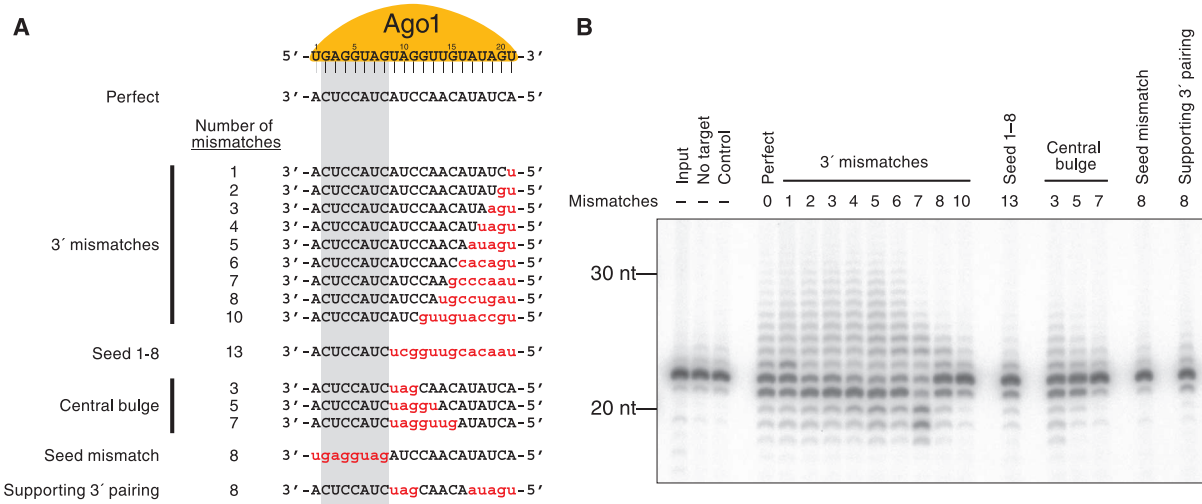 A
Ago1
1 5 10 15 20
5′-UGAGGUAGUAGGUUGUAUAGU-3′
Perfect 3′-ACUCCAUCAUCCAACAUAUCA-5′
Number of
mismatches
3′ mismatches
1 3′-ACUCCAUCAUCCAACAUAUCu-5′
2 3′-ACUCCAUCAUCCAACAUAUgu-5′
3 3′-ACUCCAUCAUCCAACAUAagu-5′
4 3′-ACUCCAUCAUCCAACAUuagu-5′
5 3′-ACUCCAUCAUCCAACAauagu-5′
6 3′-ACUCCAUCAUCCAACcacagu-5′
7 3′-ACUCCAUCAUCCAAgcccaau-5′
8 3′-ACUCCAUCAUCCAugccugau-5′
10 3′-ACUCCAUCAUCguuguaccgu-5′
Seed 1-8 13 3′-ACUCCAUCucgguugcacaau-5′
Central bulge
3 3′-ACUCCAUCuagCAACAUAUCA-5′
5 3′-ACUCCAUCuagguACAUAUCA-5′
7 3′-ACUCCAUCuagguugAUAUCA-5′
Seed mismatch 8 3′-ugagguagAUCCAACAUAUCA-5′
Supporting 3′ pairing 8 3′-ACUCCAUCuagCAACAauagu-5′
B
Input
No target
Control
Perfect
3′ mismatches
Seed 1–8
Central
bulge
Seed mismatch
Supporting 3′ pairing
Mismatches – – – 0 1 2 3 4 5 6 7 8 10 13 3 5 7 8 8
30 nt
20 nt